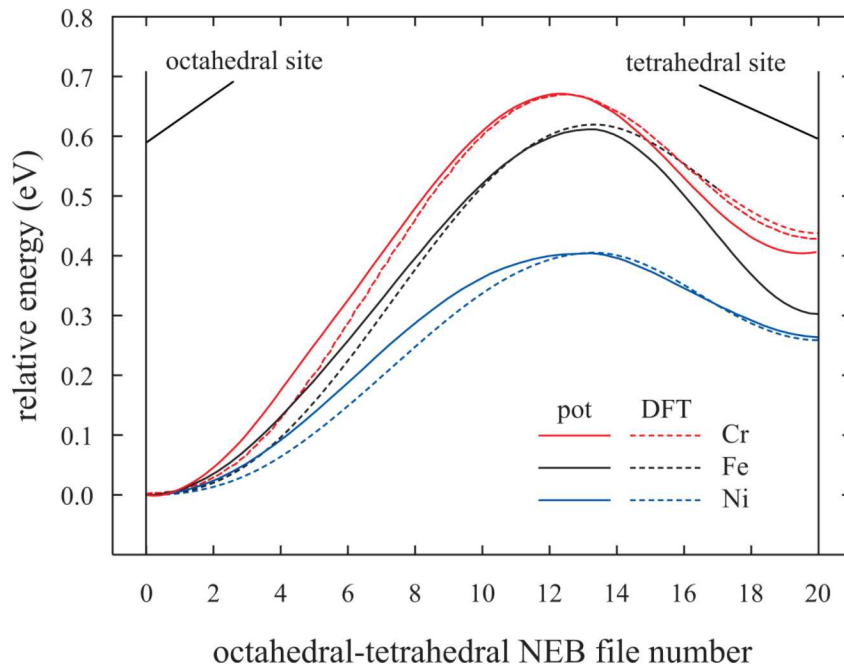 0.8
octahedral site
tetrahedral site
0.7
0.6
0.5
0.4
0.3
0.2
0.1
0.0
relative energy (eV)
pot DFT
Cr
Fe
Ni
0 2 4 6 8 10 12 14 16 18 20
octahedral-tetrahedral NEB file number